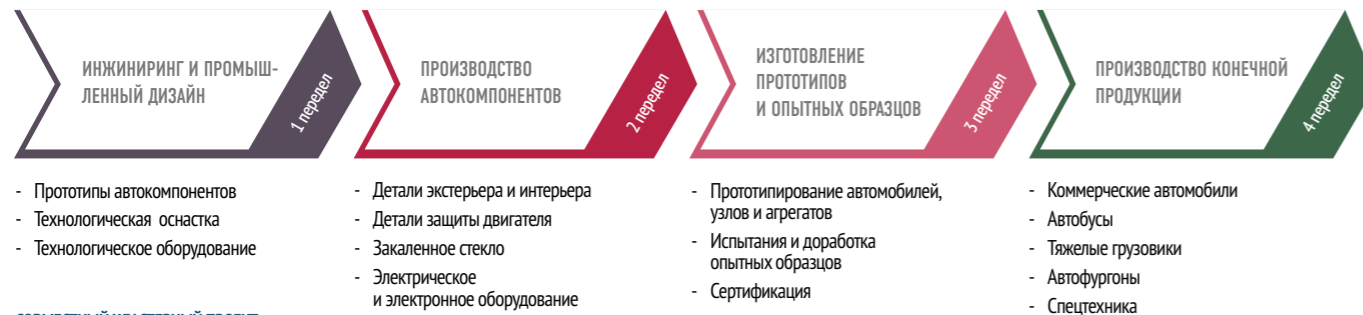 ИНЖИНИРИНГ И ПРОМЫШ-
ЛЕННЫЙ ДИЗАЙН
1 передел
- Прототипы автокомпонентов
- Технологическая оснастка
- Технологическое оборудование
ПРОИЗВОДСТВО
АВТОКОМПОНЕНТОВ
2 передел
- Детали экстерьера и интерьера
- Детали защиты двигателя
- Закаленное стекло
- Электрическое
и электронное оборудование
ИЗГОТОВЛЕНИЕ
ПРОТОТИПОВ
И ОПЫТНЫХ ОБРАЗЦОВ
3 передел
- Прототипирование автомобилей,
узлов и агрегатов
- Испытания и доработка
опытных образцов
- Сертификация
ПРОИЗВОДСТВО КОНЕЧНОЙ
ПРОДУКЦИИ
4 передел
- Коммерческие автомобили
- Автобусы
- Тяжелые грузовики
- Автофургоны
- Спецтехника